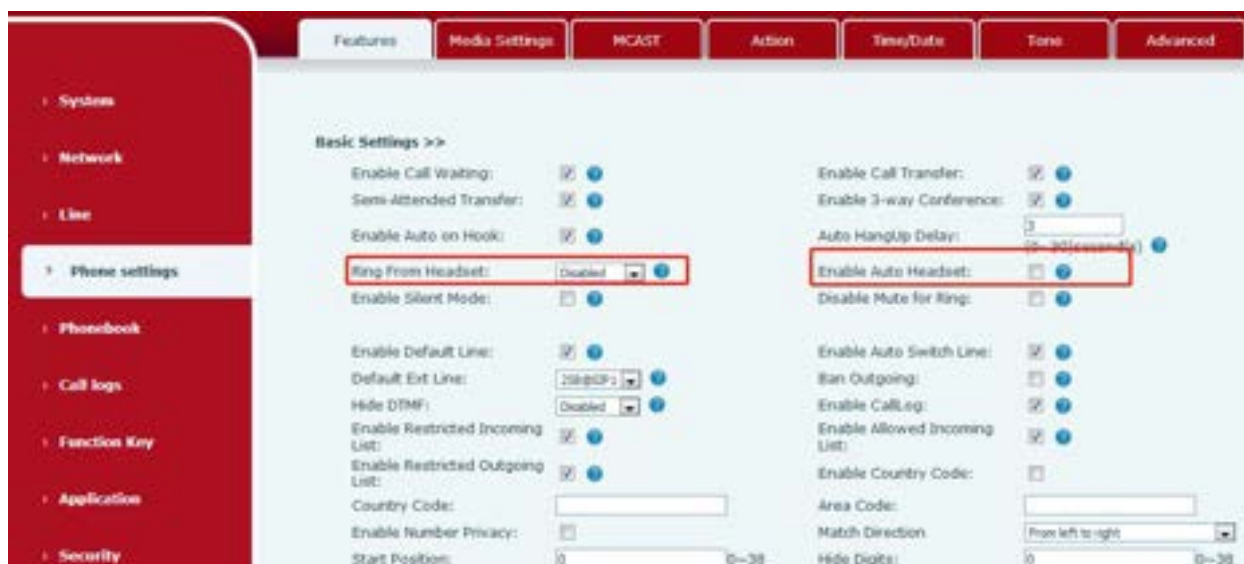 Features Media Settings MCAST Action Time/Date Tone Advanced
System
Network
Line
Phone settings
Phonebook
Call logs
Function Key
Application
Security
Basic Settings >>
Enable Call Waiting: Enable Call Transfer:
Semi-Attended Transfer: Enable 3-way Conference:
Enable Auto on Hook: Auto HangUp Delay: 3
(0~30)second(s)
Ring From Headset: Disabled Enable Auto Headset:
Enable Silent Mode: Disable Mute for Ring:
Enable Default Line: Enable Auto Switch Line:
Default Ext Line: Ban Outgoing:
Hide DTMF: Disabled Enable CallLog:
Enable Restricted Incoming List: Enable Allowed Incoming List:
Enable Restricted Outgoing List: Enable Country Code:
Country Code: Area Code:
Enable Number Privacy: Match Direction From left to right
Start Position: 0 0~38 Hide Digits: 0 0~38